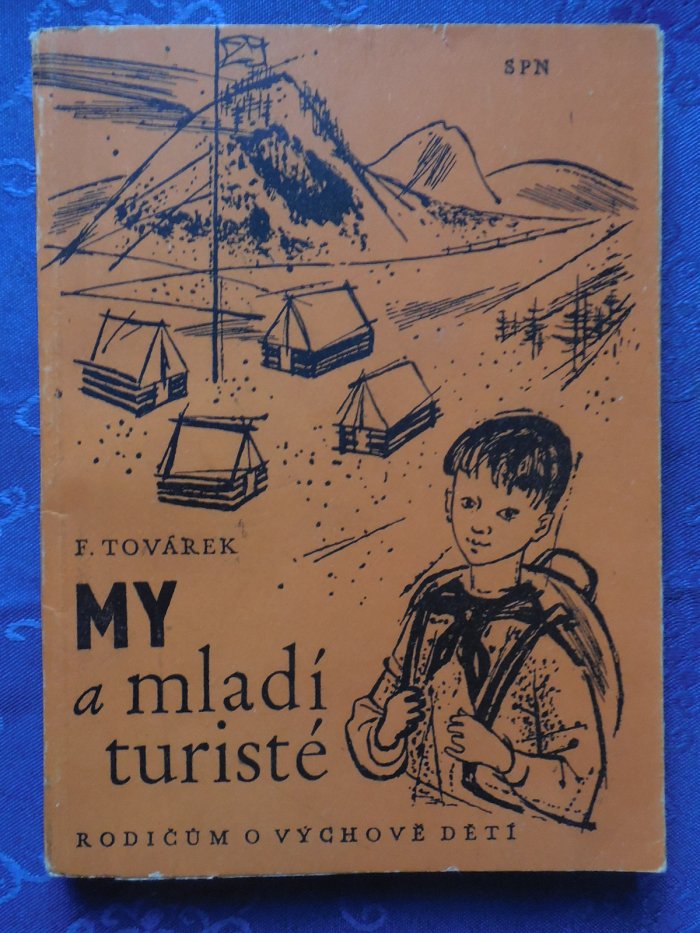 SPN
F. TOVÁREK
MY
a mladí
turisté
RODIČŮM O VÝCHOVĚ DĚTÍ